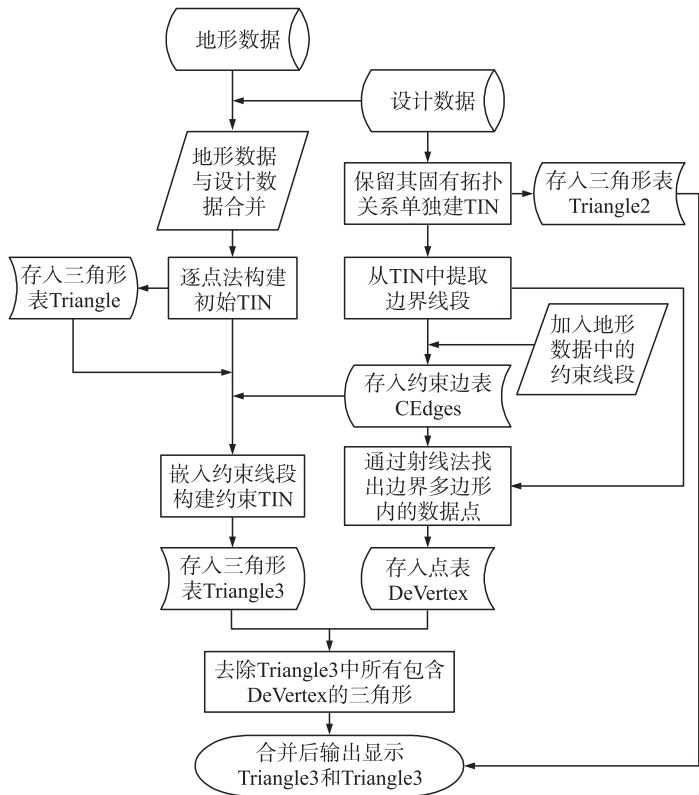 地形数据
设计数据
地形数据
与设计数
据合并
保留其固有拓扑
关系单独建TIN
存入三角形表
Triangle2
存入三角形
表Triangle
逐点法构建
初始TIN
从TIN中提取
边界线段
加入地形
数据中的
约束线段
存入约束边表
CEdges
嵌入约束线段
构建约束TIN
通过射线法找
出边界多边形
内的数据点
存入三角形
表Triangle3
存入点表
DeVertex
去除Triangle3中所有包含
DeVertex的三角形
合并后输出显示
Triangle3和Triangle3